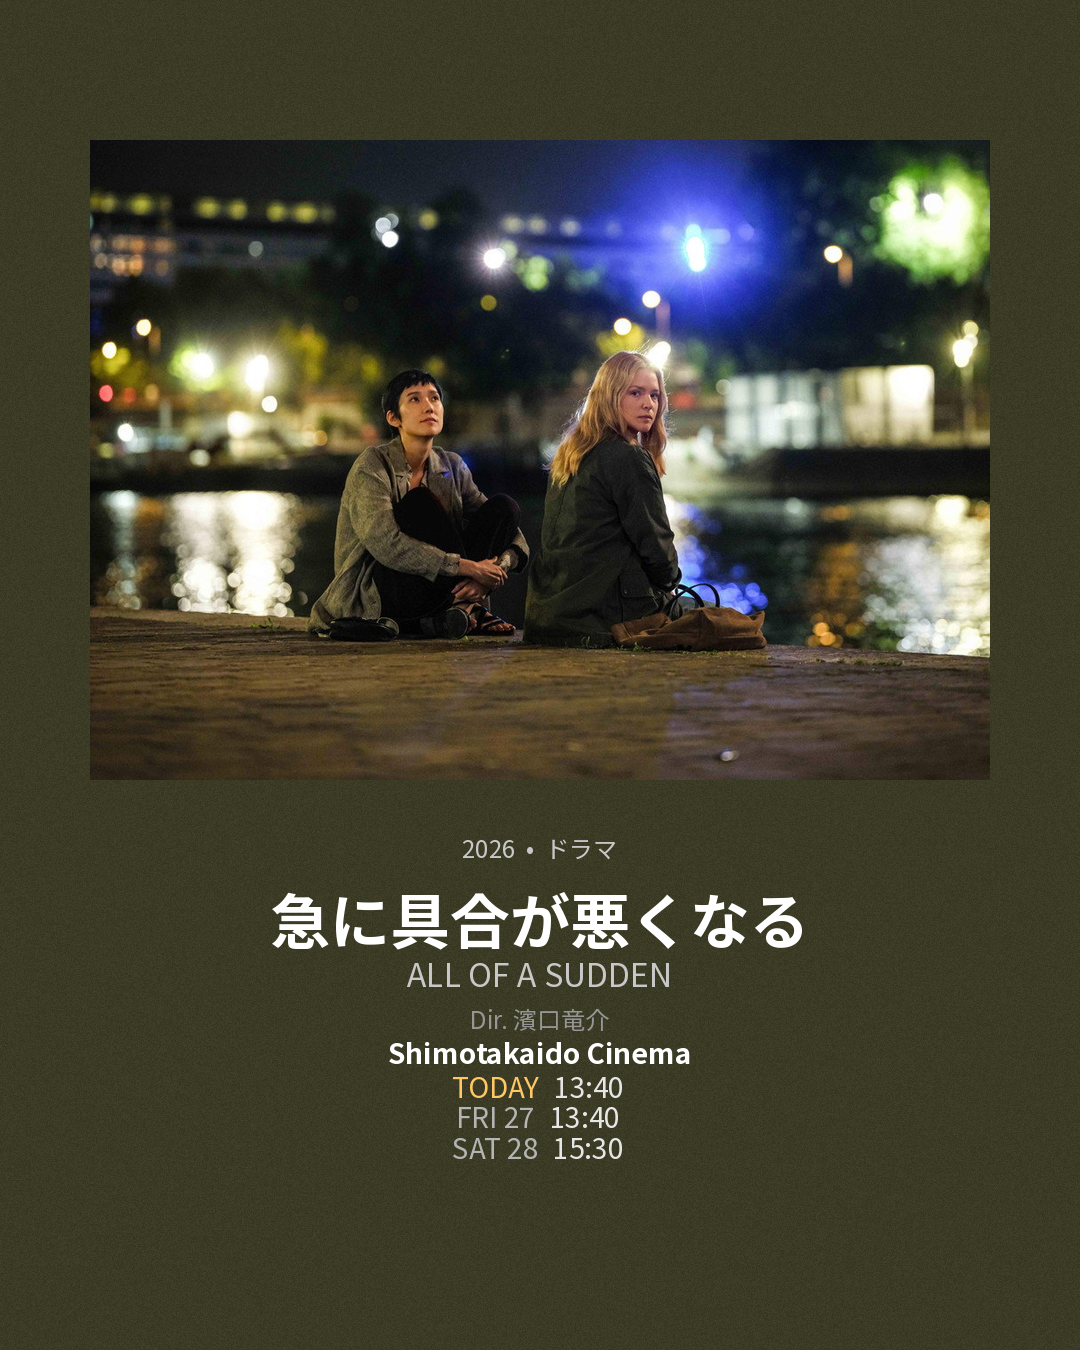 2026 • ドラマ
急に具合が悪くなる
ALL OF A SUDDEN
Dir. 濱口竜介
Shimotakaido Cinema
TODAY 13:40
FRI 27 13:40
SAT 28 15:30